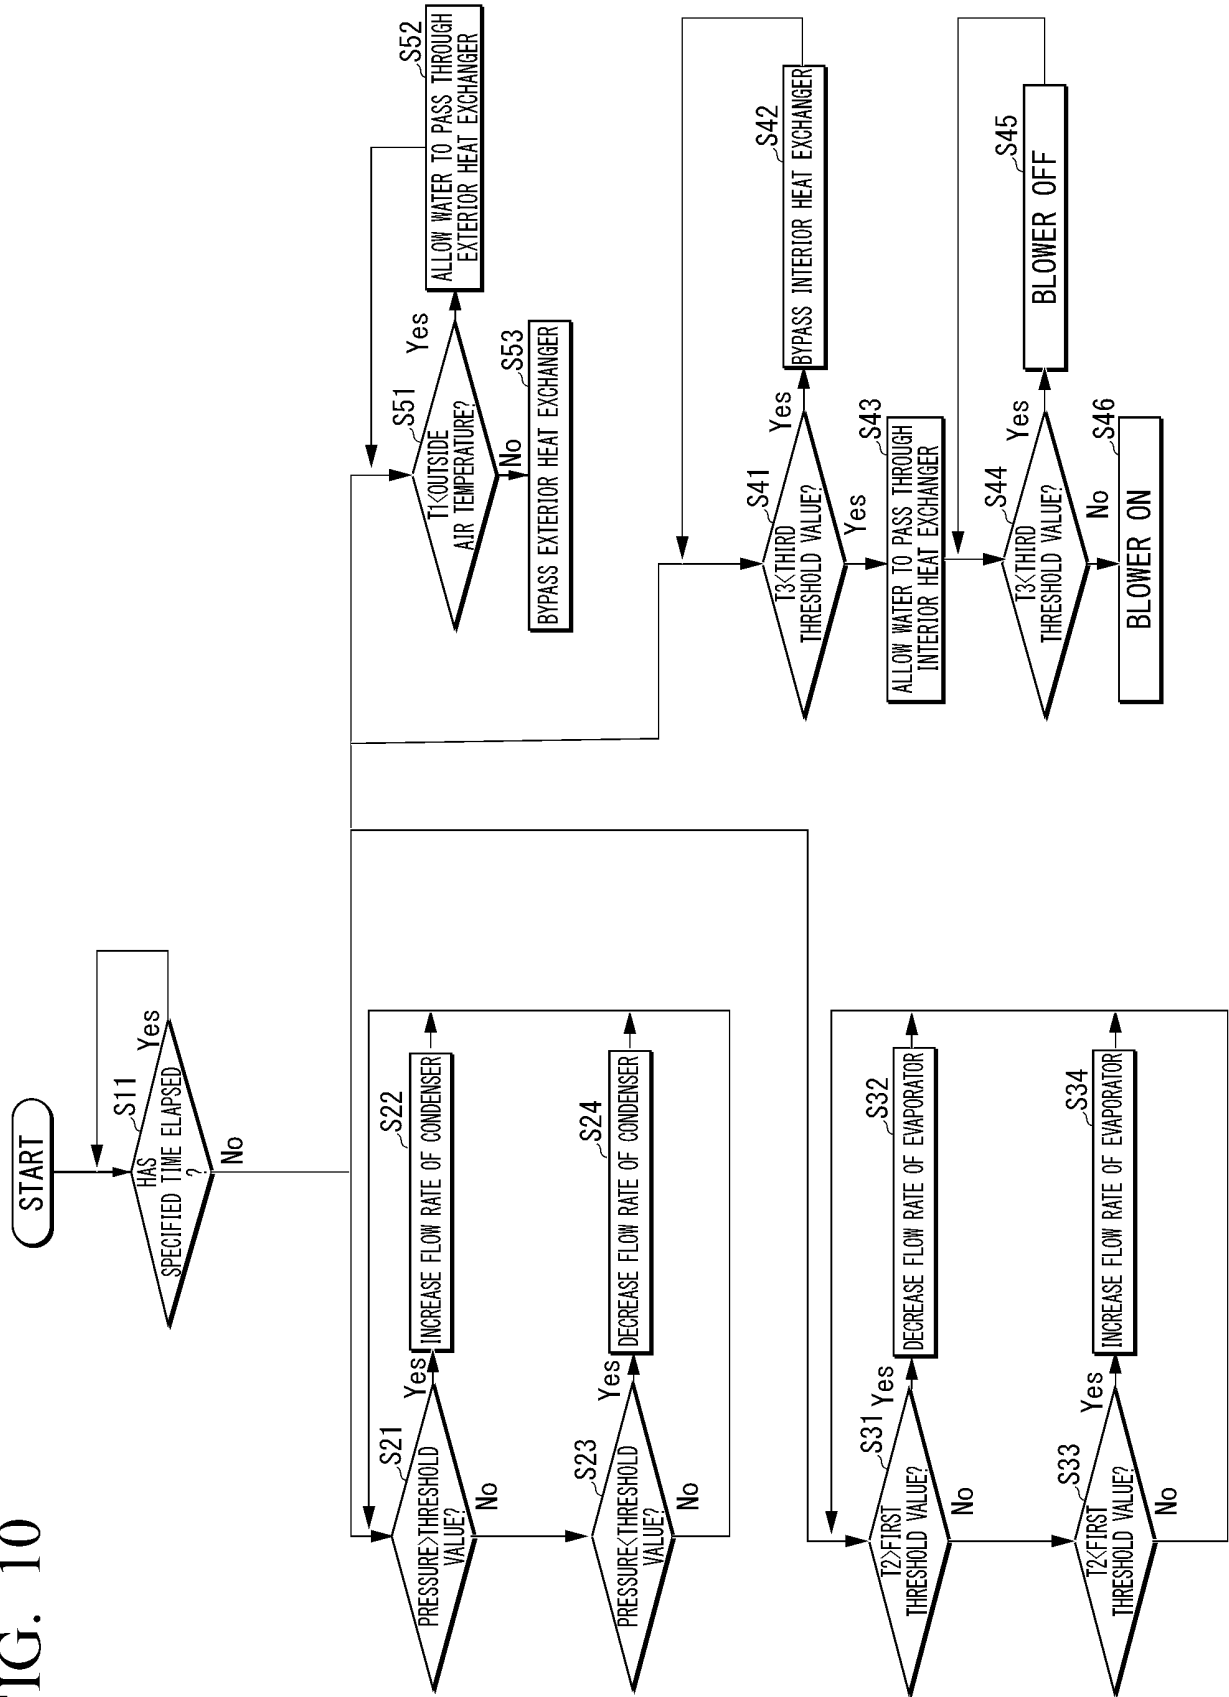 FIG. 10
START
S11
HAS
SPECIFIED TIME ELAPSED
?
Yes
No
S21
PRESSURE>THRESHOLD
VALUE?
Yes
No
S22
INCREASE FLOW RATE OF CONDENSER
S23
PRESSURE<THRESHOLD
VALUE?
Yes
No
S24
DECREASE FLOW RATE OF CONDENSER
S31
T2>FIRST
THRESHOLD VALUE?
Yes
No
S32
DECREASE FLOW RATE OF EVAPORATOR
S33
T2<FIRST
THRESHOLD VALUE?
Yes
No
S34
INCREASE FLOW RATE OF EVAPORATOR
S51
T1<OUTSIDE
AIR TEMPERATURE?
Yes
No
S52
ALLOW WATER TO PASS THROUGH
EXTERIOR HEAT EXCHANGER
S53
BYPASS EXTERIOR HEAT EXCHANGER
S41
T3<THIRD
THRESHOLD VALUE?
Yes
Yes
S42
BYPASS INTERIOR HEAT EXCHANGER
S43
ALLOW WATER TO PASS THROUGH
INTERIOR HEAT EXCHANGER
S44
T3<THIRD
THRESHOLD VALUE?
Yes
No
S45
BLOWER OFF
S46
BLOWER ON